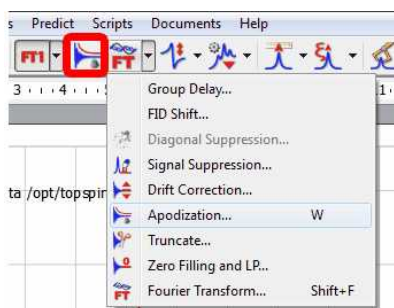 s Predict Scripts Documents Help
FT1 FT
3 4 1
Group Delay...
FID Shift...
Diagonal Suppression...
Signal Suppression...
ta /opt/topspin
Drift Correction...
Apodization... W
Truncate...
Zero Filling and LP...
Fourier Transform... Shift+F